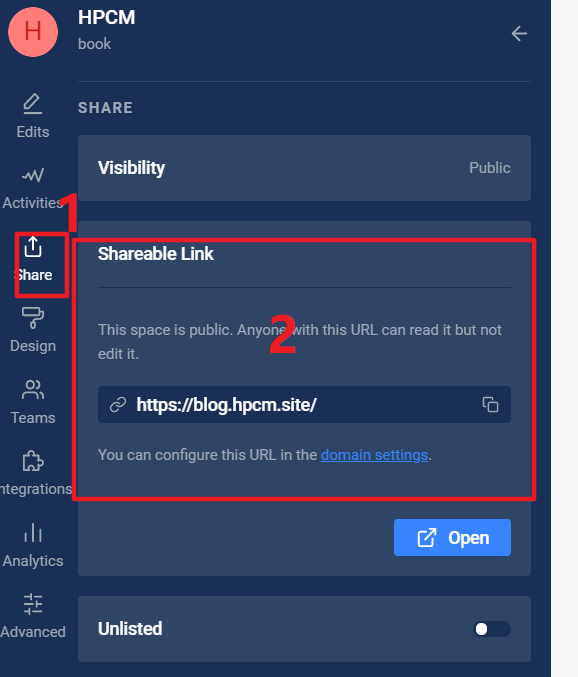 H
HPCM
book
SHARE
Edits
Visibility
Public
Activities
1
Share
Shareable Link
This space is public. Anyone with this URL can read it but not
edit it.
2
Design
https://blog.hpcm.site/
Teams
You can configure this URL in the domain settings.
ntegrations
Open
Analytics
Unlisted
Advanced